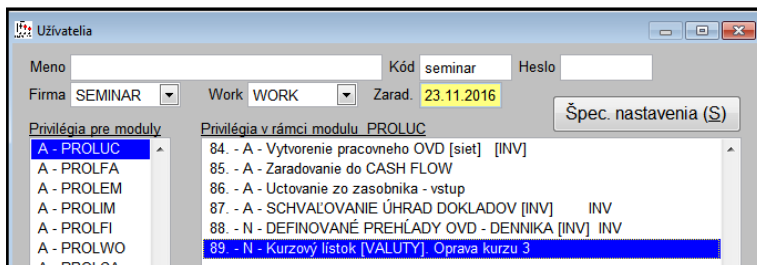 Užívatelia
Meno Kód seminar Heslo
Firma SEMINAR Work WORK Zarad. 23.11.2016
Špec. nastavenia (S)
Privilégia pre moduly Privilégia v rámci modulu PROLUC
A - PROLUC 84. - A - Vytvorenie pracovneho OVD [siet] [INV]
A - PROLFA 85. - A - Zaradovanie do CASH FLOW
A - PROLEM 86. - A - Uctovanie zo zasobnika - vstup
A - PROLIM 87. - A - SCHVAĽOVANIE ÚHRAD DOKLADOV [INV] INV
A - PROLFI 88. - N - DEFINOVANÉ PREHĹADY OVD - DENNIKA [INV] INV
A - PROLWO 89. - N - Kurzový lístok [VALUTY]. Oprava kurzu 3